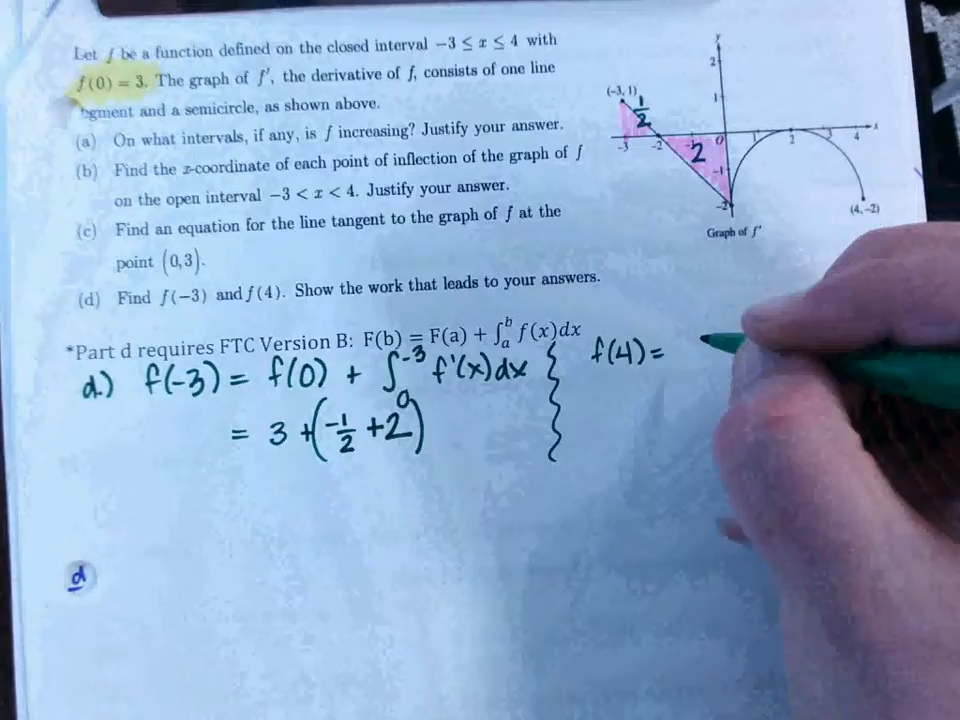 Let f be a function defined on the closed interval −3 ≤ x ≤ 4 with
f(0) = 3. The graph of f′, the derivative of f, consists of one line
egment and a semicircle, as shown above.
(a) On what intervals, if any, is f increasing? Justify your answer.
(b) Find the x-coordinate of each point of inflection of the graph of f
on the open interval −3 < x < 4. Justify your answer.
(c) Find an equation for the line tangent to the graph of f at the
point (0,3).
(d) Find f(−3) and f(4). Show the work that leads to your answers.
y
2
(−3, 1)
1
1/2
-3 -2 0 1 2 3 4 x
2
-1
-2
(4, −2)
Graph of f′
*Part d requires FTC Version B: F(b) = F(a) + ∫_a^b f(x)dx
d.) f(-3) = f(0) + ∫_0^-3 f'(x)dx
= 3 + (-1/2 + 2)
f(4) =
d